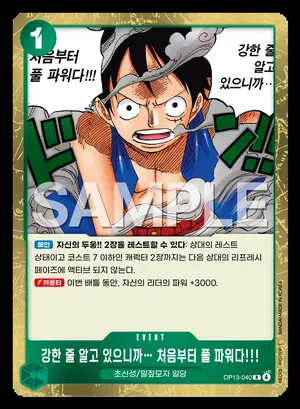 1
처음부터
풀 파워다!!!
강한 줄
알고
있으니까…
SAMPLE
메인 자신의 두웅!! 2장을 레스트할 수 있다: 상대의 레스트
상태이고 코스트 7 이하인 캐릭터 2장까지는 다음 상대의 리프레시
페이즈에 액티브 되지 않는다.
카운터 이번 배틀 동안, 자신의 리더의 파워 +3000.
EVENT
강한 줄 알고 있으니까… 처음부터 풀 파워다!!!
초신성/밀짚모자 일당
OP13-040 R 4